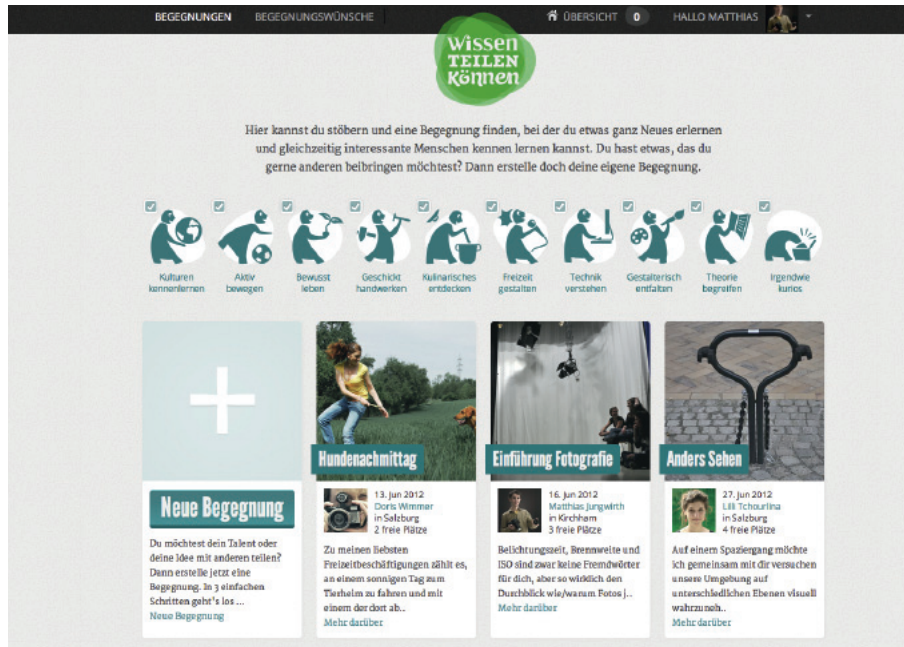 BEGEGNUNGEN BEGEGNUNGSWÜNSCHE ÜBERSICHT 0 HALLO MATTHIAS
Wissen
TEILEN
Können
Hier kannst du stöbern und eine Begegnung finden, bei der du etwas ganz Neues erlernen
und gleichzeitig interessante Menschen kennen lernen kannst. Du hast etwas, das du
gerne anderen beibringen möchtest? Dann erstelle doch deine eigene Begegnung.
Kulturen
kennenlernen
Aktiv
bewegen
Bewusst
leben
Geschickt
handwerken
Kulinarisches
entdecken
Freizeit
gestalten
Technik
verstehen
Gestalterisch
entfalten
Theorie
begreifen
Irgendwie
kurios
Neue Begegnung
Du möchtest dein Talent oder
deine Idee mit anderen teilen?
Dann erstelle jetzt eine
Begegnung. In 3 einfachen
Schritten geht's los ...
Neue Begegnung
Hundenachmittag
13. Jun 2012
Doris Wimmer
in Salzburg
2 freie Plätze
Zu meinen liebsten
Freizeitbeschäftigungen zählt es,
an einem sonnigen Tag zum
Tierheim zu fahren und mit
einem der dort ab..
Mehr darüber
Einführung Fotografie
16. Jun 2012
Matthias Jungwirth
in Kirchham
3 freie Plätze
Belichtungszeit, Brennweite und
ISO sind zwar keine Fremdwörter
für dich, aber so wirklich den
Durchblick wie/warum Fotos j..
Mehr darüber
Anders Sehen
27. Jun 2012
Lilli Tchourlina
in Salzburg
4 freie Plätze
Auf einem Spaziergang möchte
ich gemeinsam mit dir versuchen
unsere Umgebung auf
unterschiedlichen Ebenen visuell
wahrzuneh..
Mehr darüber